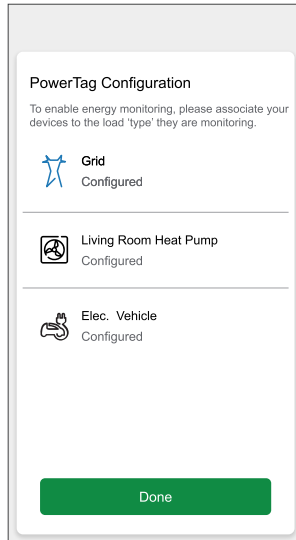 PowerTag Configuration
To enable energy monitoring, please associate your
devices to the load 'type' they are monitoring.
Grid
Configured
Living Room Heat Pump
Configured
Elec. Vehicle
Configured
Done